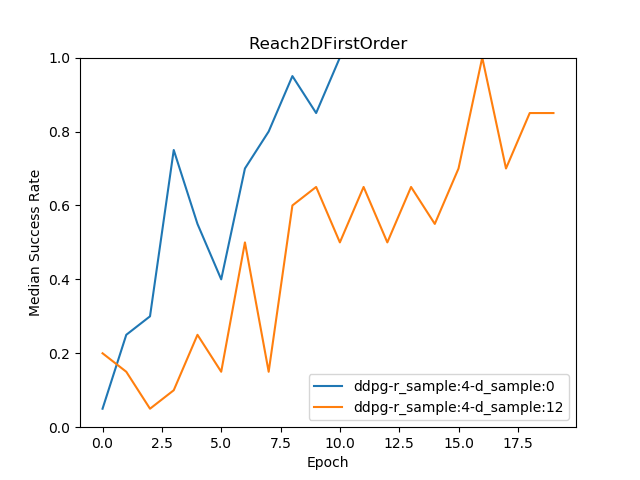 Reach2DFirstOrder
Median Success Rate
1.0
0.8
0.6
0.4
0.2
0.0
0.0 2.5 5.0 7.5 10.0 12.5 15.0 17.5
Epoch
ddpg-r_sample:4-d_sample:0
ddpg-r_sample:4-d_sample:12